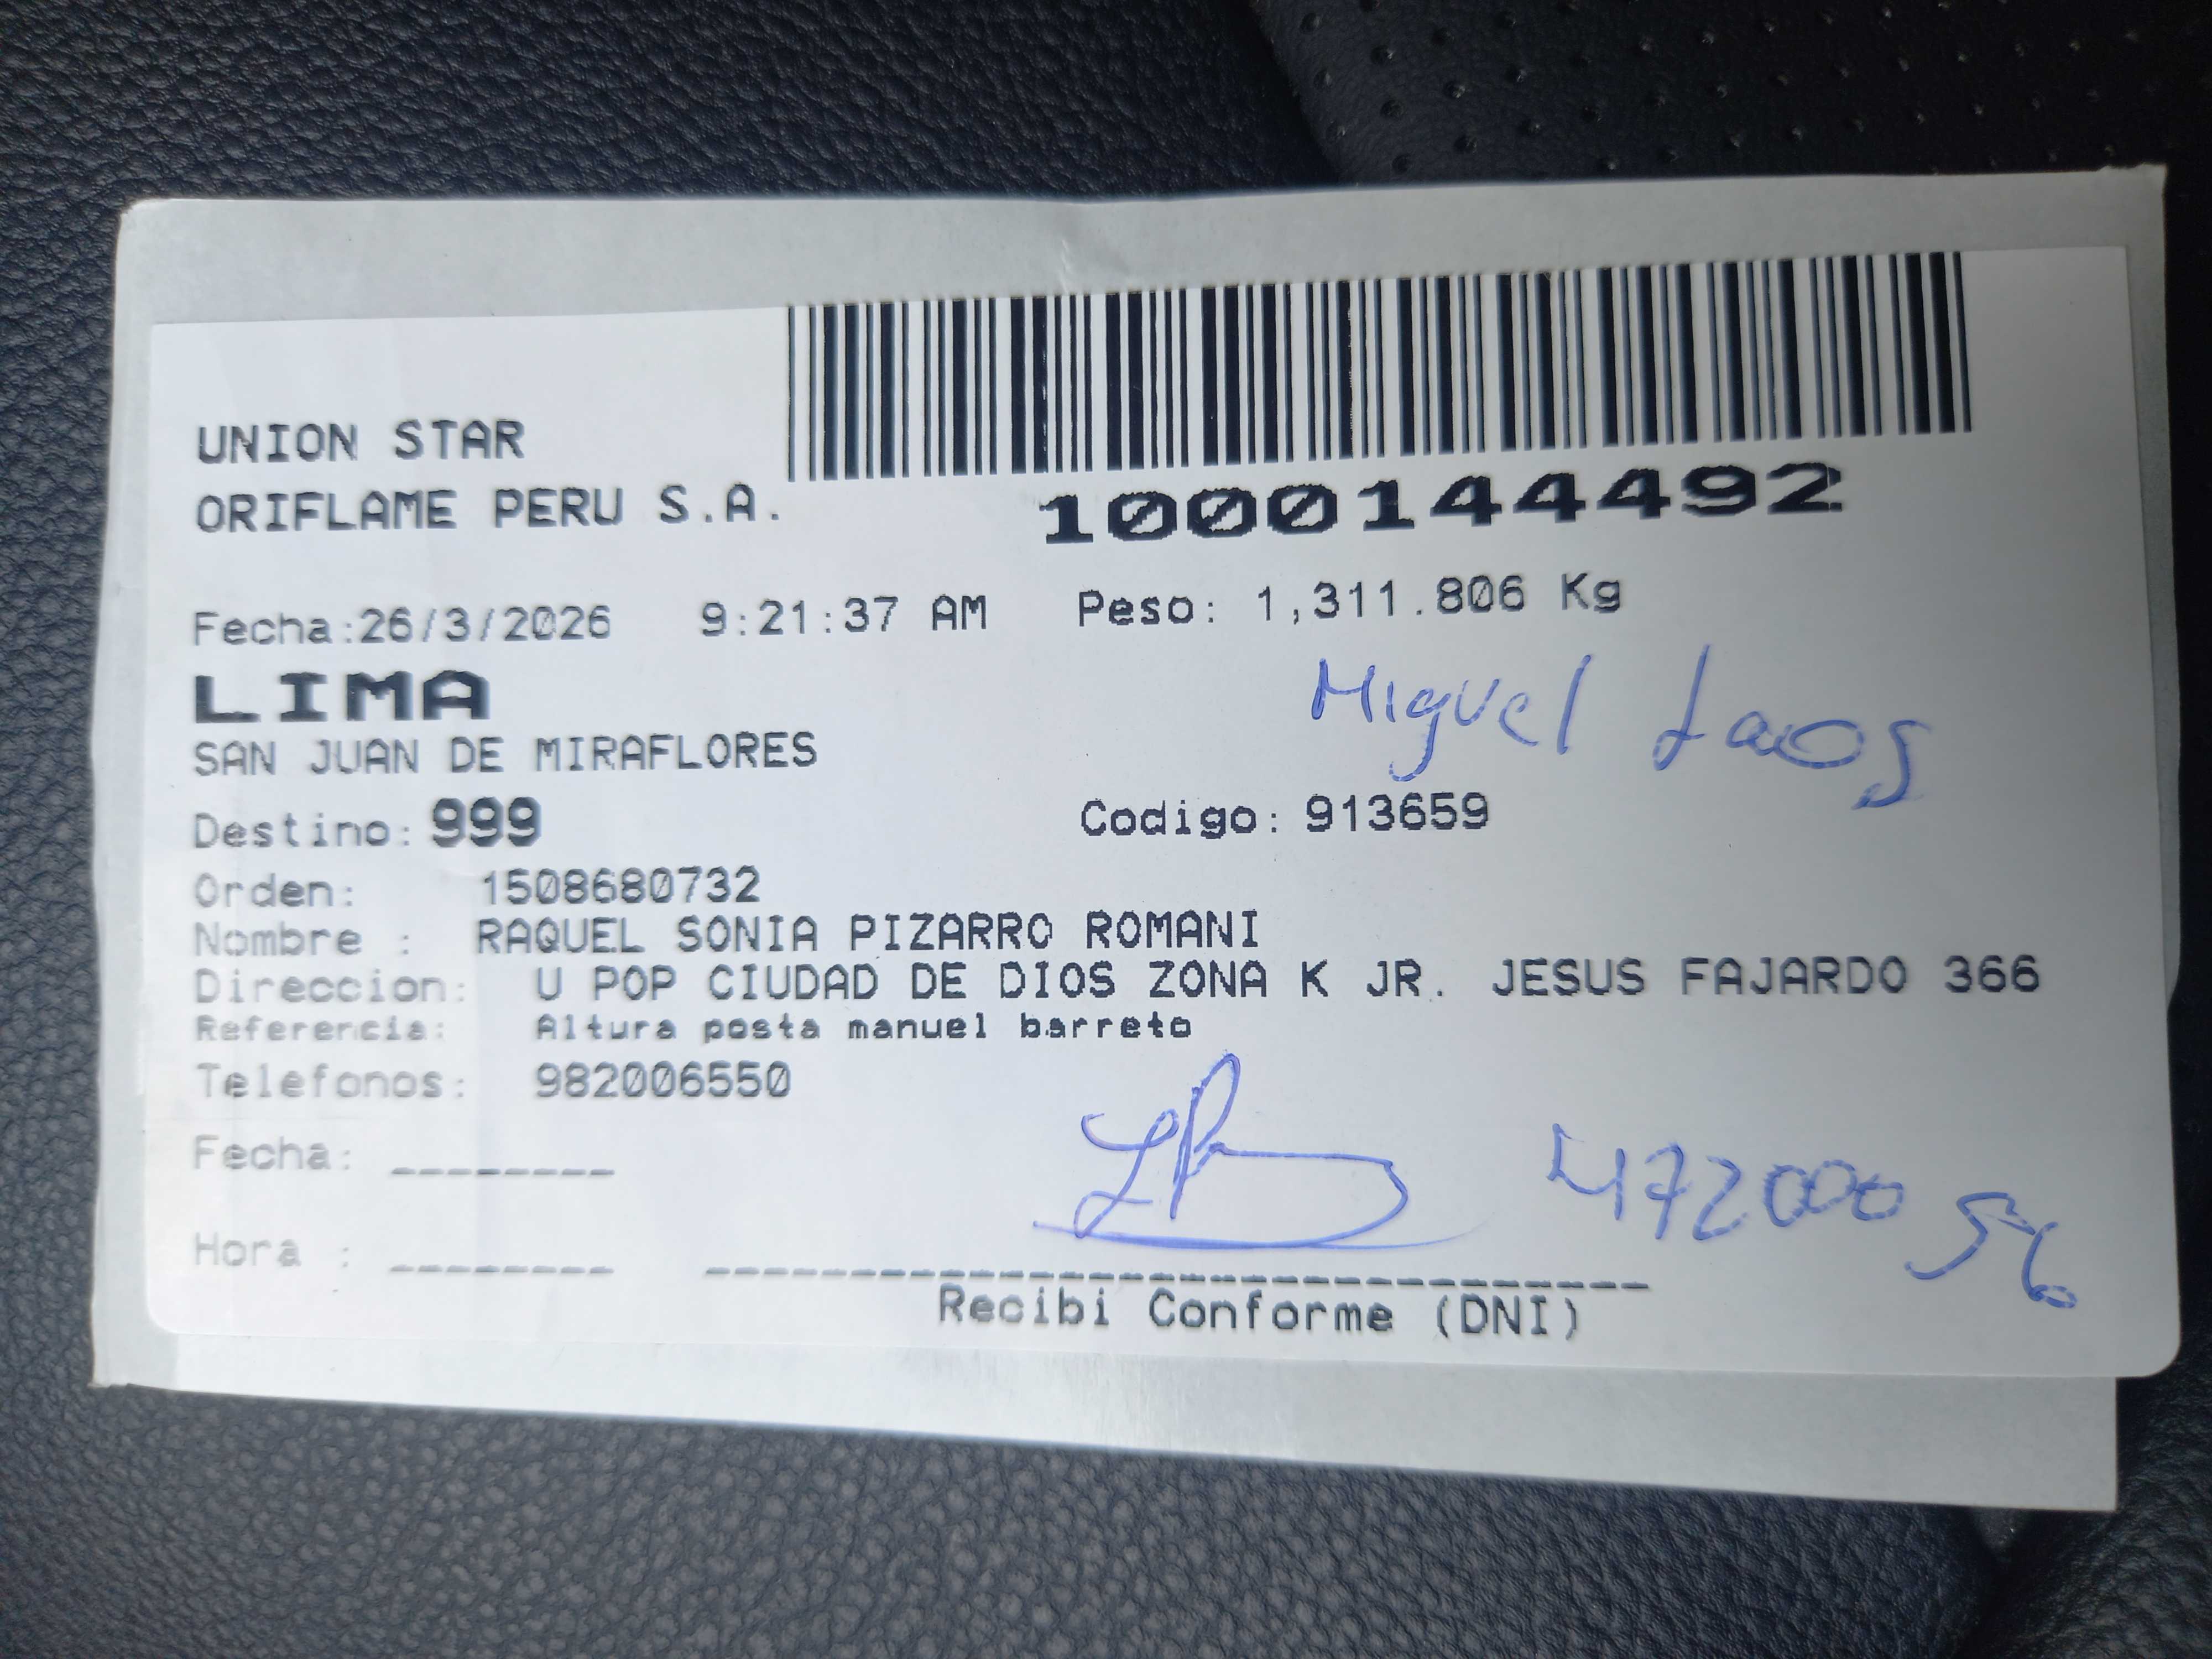 UNION STAR
ORIFLAME PERU S.A.
1000144492
Fecha:26/3/2026 9:21:37 AM Peso: 1,311.806 Kg
LIMA
Miguel Laos
SAN JUAN DE MIRAFLORES
Destino: 999 Codigo: 913659
Orden: 1508680732
Nombre : RAQUEL SONIA PIZARRO ROMANI
Direccion: U POP CIUDAD DE DIOS ZONA K JR. JESUS FAJARDO 366
Referencia: Altura posta manuel barreto
Telefonos: 982006550
Fecha: ________
47200056
Hora : ________
Recibi Conforme (DNI)